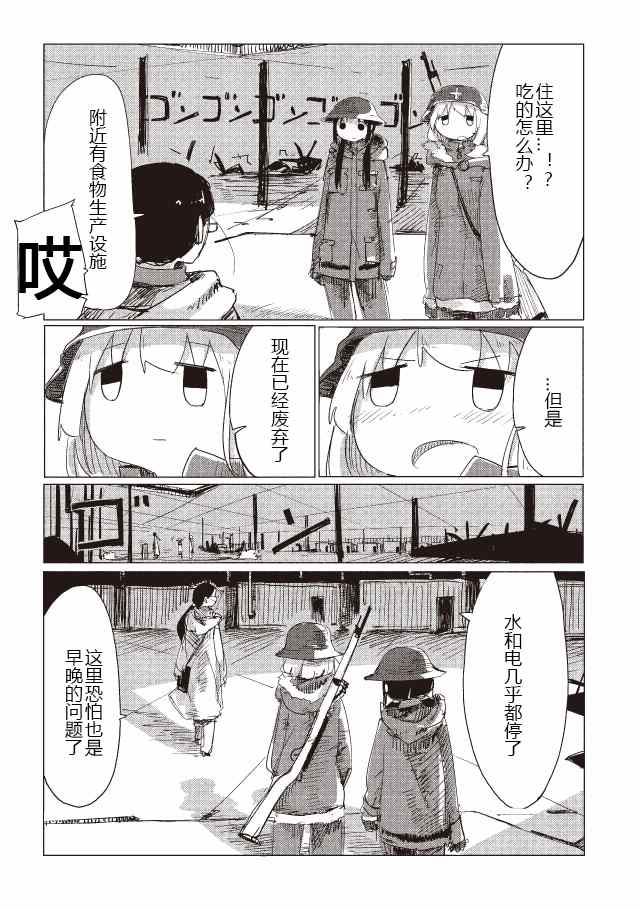 住这里…！？
吃的怎么办？
ゴンゴンゴンゴン
附近有食物生产设施
哎
…但是
现在已经废弃了
ゴン
水和电几乎都停了
这里恐怕也是
早晚的问题了